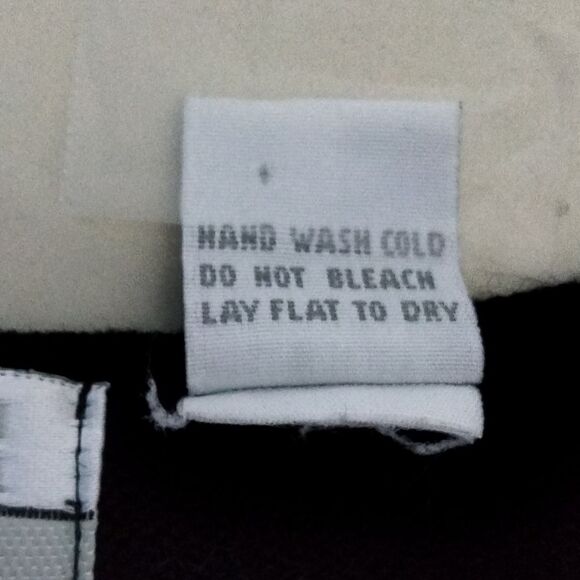 HAND WASH COLD
DO NOT BLEACH
LAY FLAT TO DRY